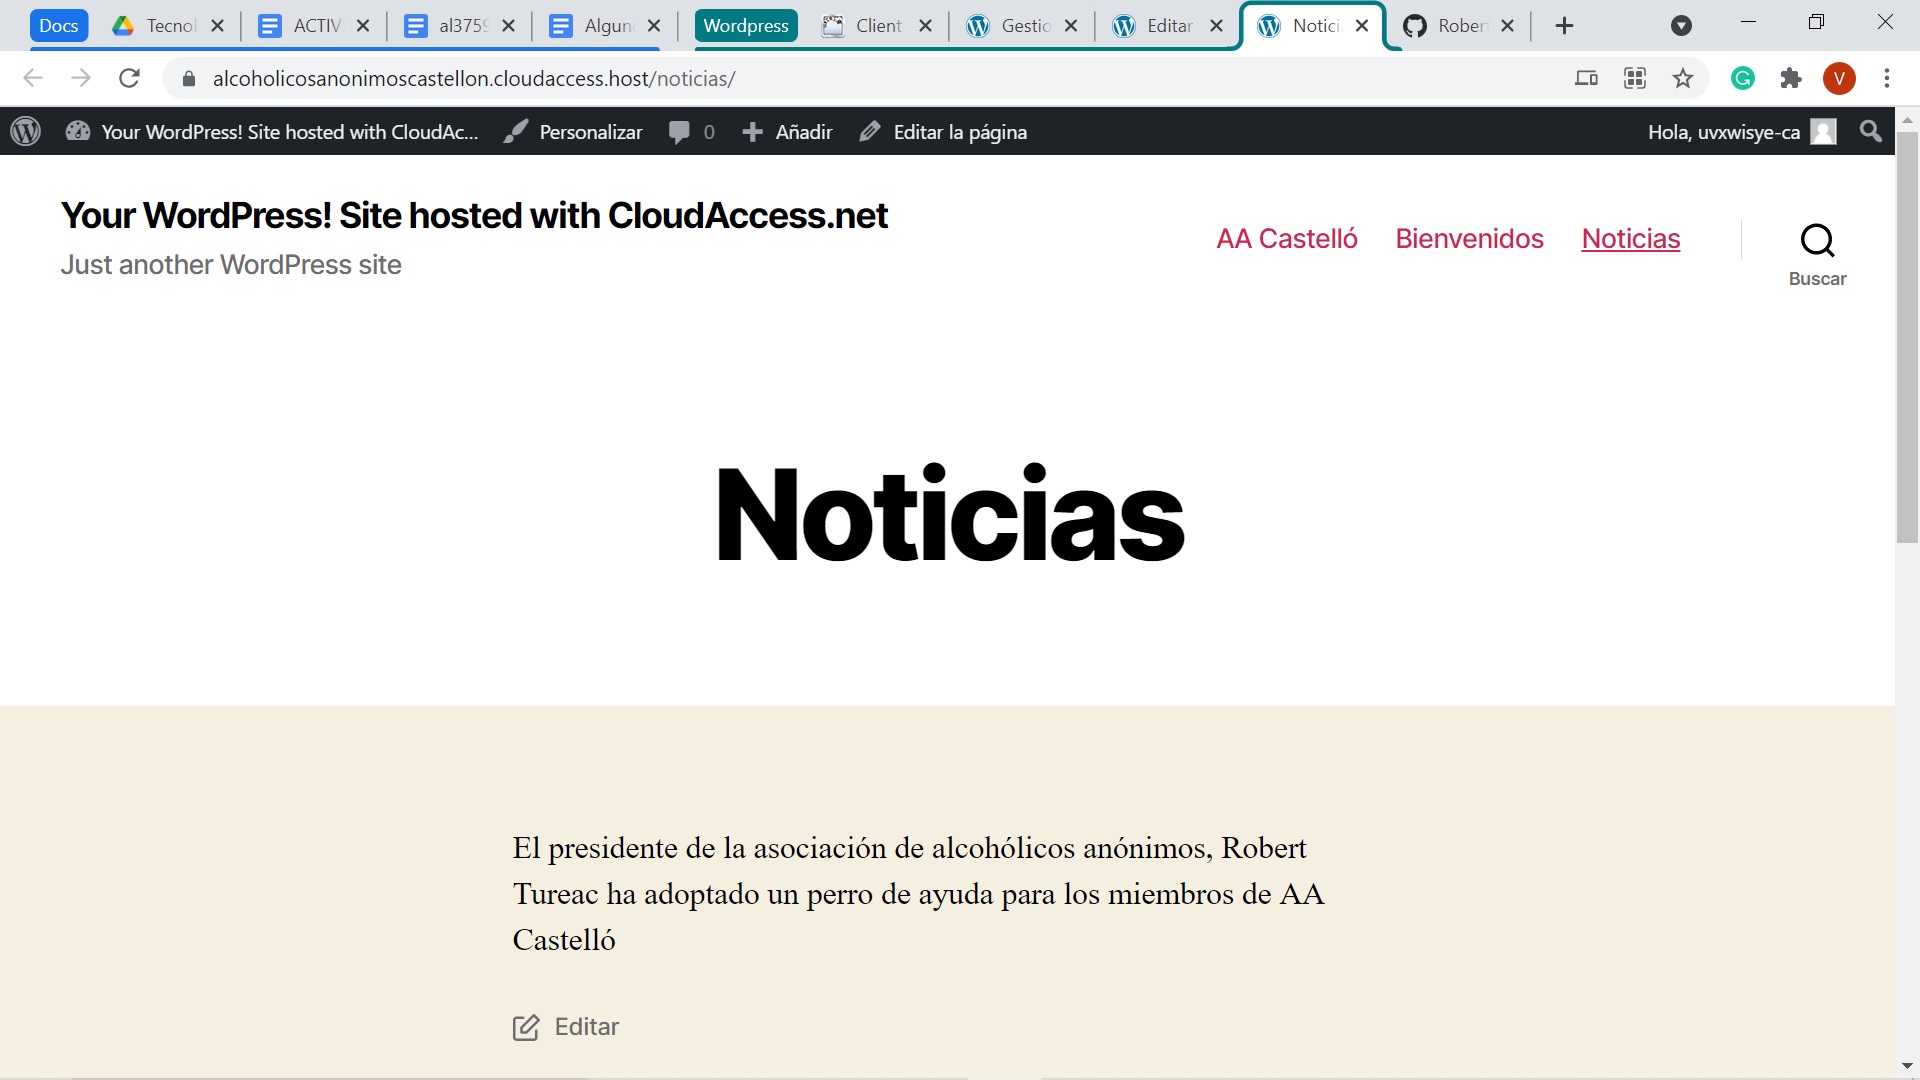 Docs
Tecnol
ACTIV
al3759
Algun
Wordpress
Client
Gestio
Editar
Notici
Rober
alcoholicosanonimoscastellon.cloudaccess.host/noticias/
V
Your WordPress! Site hosted with CloudAc...
Personalizar
0
Añadir
Editar la página
Hola, uvxwisye-ca
Your WordPress! Site hosted with CloudAccess.net
Just another WordPress site
AA Castelló
Bienvenidos
Noticias
Buscar
Noticias
El presidente de la asociación de alcohólicos anónimos, Robert
Tureac ha adoptado un perro de ayuda para los miembros de AA
Castelló
Editar